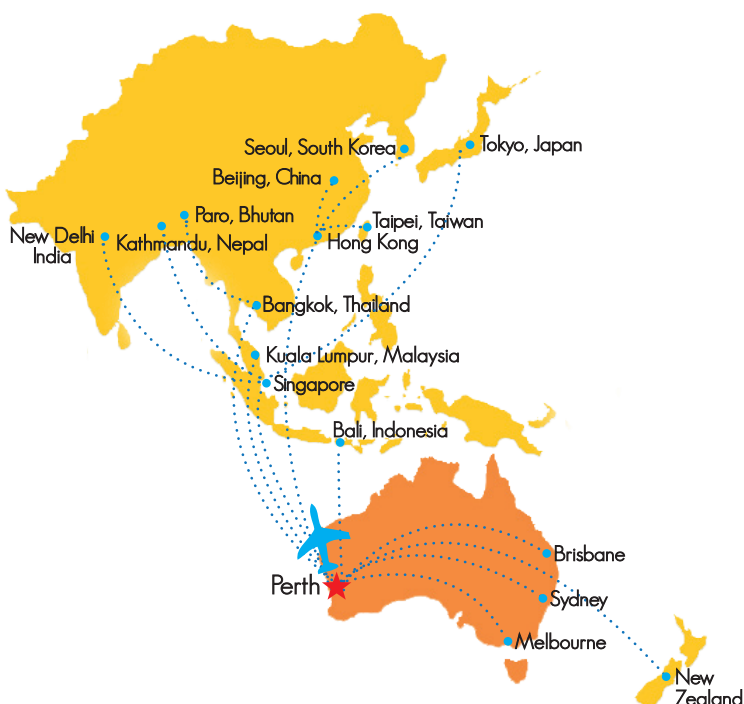 Seoul, South Korea
Tokyo, Japan
Beijing, China
Paro, Bhutan
Taipei, Taiwan
New Delhi
India
Kathmandu, Nepal
Hong Kong
Bangkok, Thailand
Kuala Lumpur, Malaysia
Singapore
Bali, Indonesia
Brisbane
Perth
Sydney
Melbourne
New
Zealand